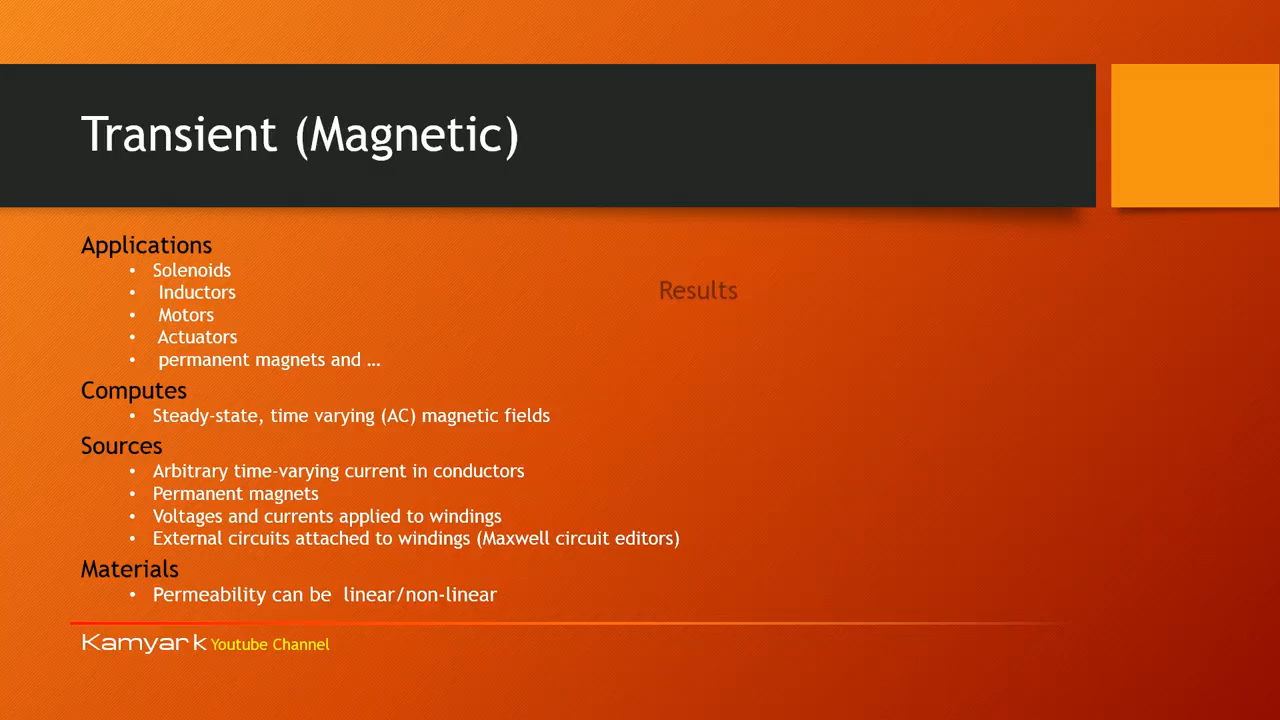 Transient (Magnetic)
Applications
• Solenoids
• Inductors
• Motors
• Actuators
• permanent magnets and …
Computes
• Steady-state, time varying (AC) magnetic fields
Sources
• Arbitrary time-varying current in conductors
• Permanent magnets
• Voltages and currents applied to windings
• External circuits attached to windings (Maxwell circuit editors)
Materials
• Permeability can be  linear/non-linear
Results
Kamyar k Youtube Channel